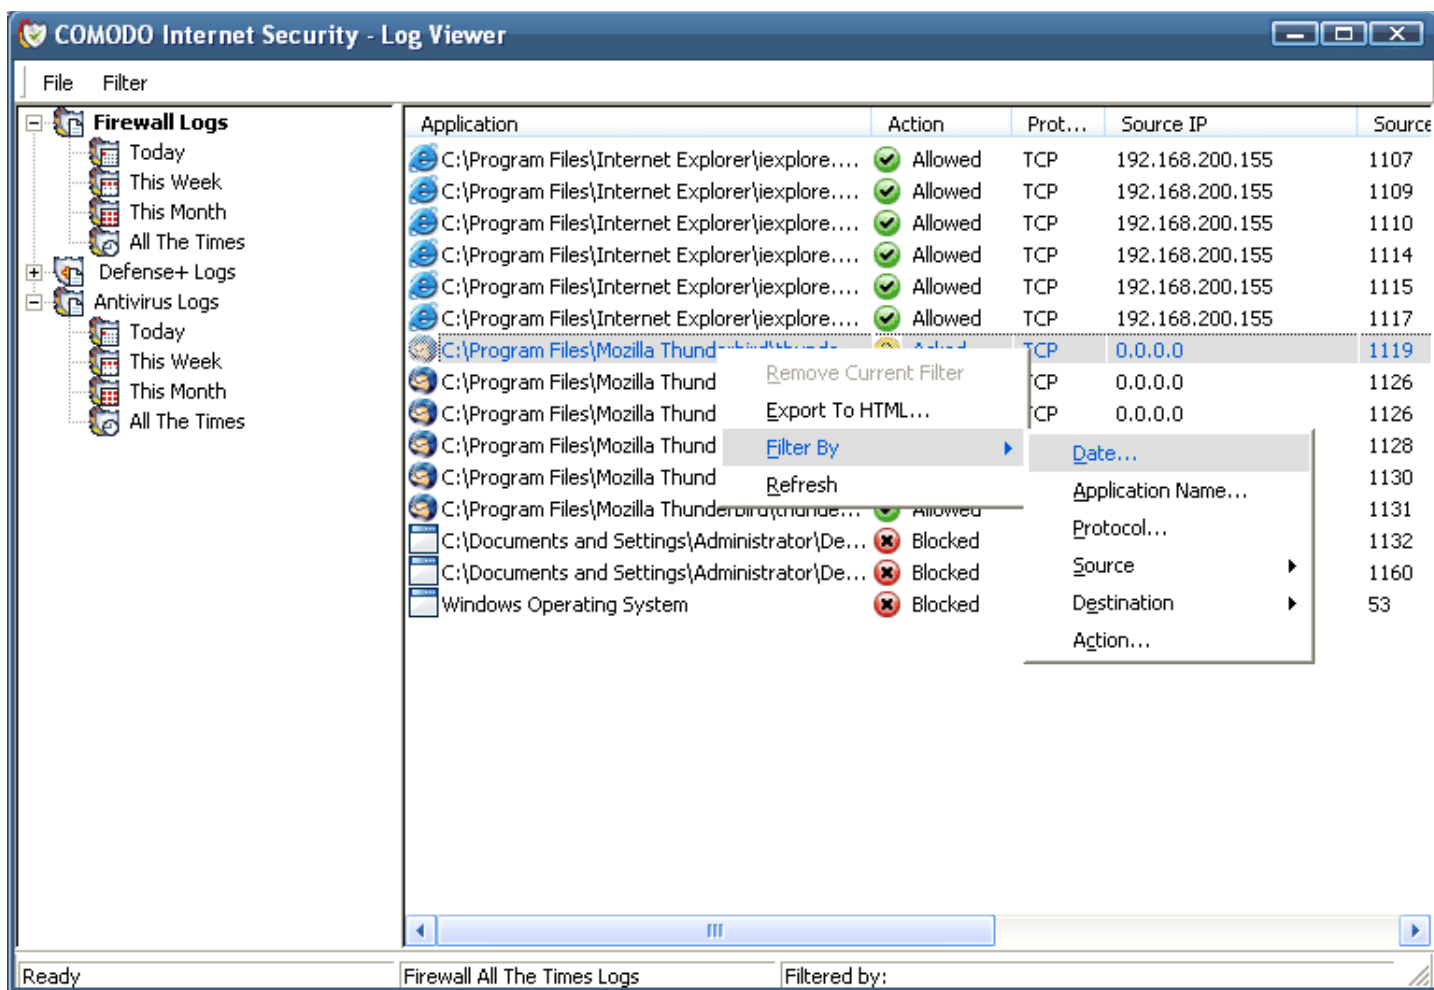 COMODO Internet Security - Log Viewer
File Filter
Firewall Logs
Today
This Week
This Month
All The Times
Defense+ Logs
Antivirus Logs
Today
This Week
This Month
All The Times
Application Action Prot... Source IP Source
C:\Program Files\Internet Explorer\iexplore.... Allowed TCP 192.168.200.155 1107
C:\Program Files\Internet Explorer\iexplore.... Allowed TCP 192.168.200.155 1109
C:\Program Files\Internet Explorer\iexplore.... Allowed TCP 192.168.200.155 1110
C:\Program Files\Internet Explorer\iexplore.... Allowed TCP 192.168.200.155 1114
C:\Program Files\Internet Explorer\iexplore.... Allowed TCP 192.168.200.155 1115
C:\Program Files\Internet Explorer\iexplore.... Allowed TCP 192.168.200.155 1117
C:\Program Files\Mozilla Thunderbird\thunde... Asked TCP 0.0.0.0 1119
C:\Program Files\Mozilla Thund TCP 0.0.0.0 1126
C:\Program Files\Mozilla Thund TCP 0.0.0.0 1126
C:\Program Files\Mozilla Thund 1128
C:\Program Files\Mozilla Thund 1130
C:\Program Files\Mozilla Thunderbird\thunde... Allowed 1131
C:\Documents and Settings\Administrator\De... Blocked 1132
C:\Documents and Settings\Administrator\De... Blocked 1160
Windows Operating System Blocked 53
Remove Current Filter
Export To HTML...
Filter By
Refresh
Date...
Application Name...
Protocol...
Source
Destination
Action...
Ready Firewall All The Times Logs Filtered by: